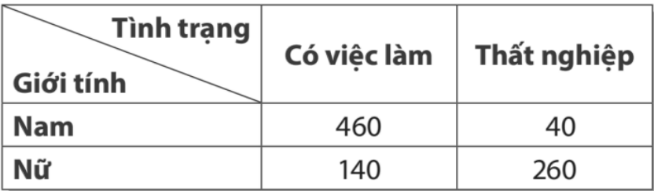 Tình trạng
Giới tính
Có việc làm
Thất nghiệp
Nam 460 40
Nữ 140 260